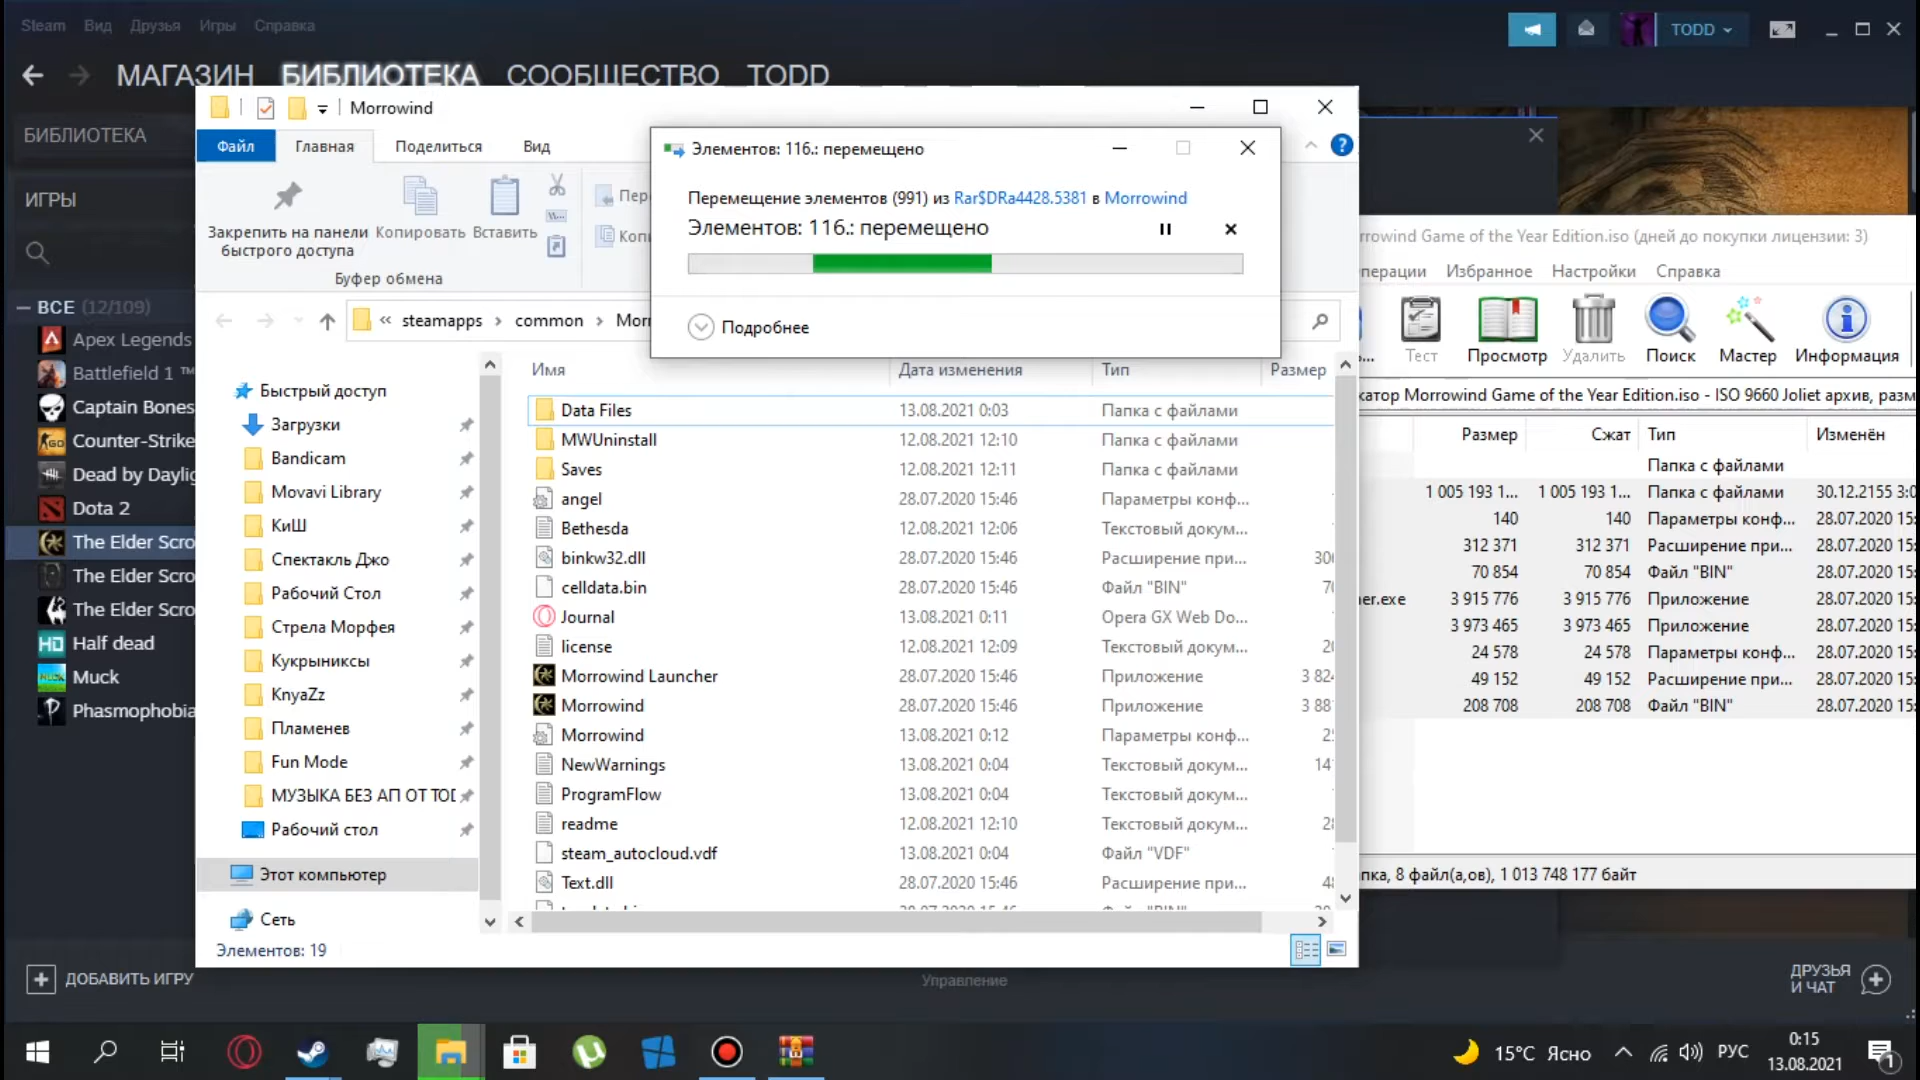 Steam Вид Друзья Игры Справка
TODD
МАГАЗИН БИБЛИОТЕКА СООБЩЕСТВО TODD
БИБЛИОТЕКА
ИГРЫ
ВСЕ (12/109)
Apex Legends
Battlefield 1 ™
Captain Bones
Counter-Strike
Dead by Daylig
Dota 2
The Elder Scro
The Elder Scro
The Elder Scro
Half dead
Muck
Phasmophobia
ДОБАВИТЬ ИГРУ
Управление
ДРУЗЬЯ
И ЧАТ
Morrowind
Файл Главная Поделиться Вид
Закрепить на панели
быстрого доступа
Копировать
Вставить
Буфер обмена
Пер
Коп
« steamapps › common › Morr
Быстрый доступ
Загрузки
Bandicam
Movavi Library
КиШ
Спектакль Джо
Рабочий Стол
Стрела Морфея
Кукрыниксы
KnyaZz
Пламенев
Fun Mode
МУЗЫКА БЕЗ АП ОТ TOD
Рабочий стол
Этот компьютер
Сеть
Элементов: 19
Имя Дата изменения Тип Размер
Data Files 13.08.2021 0:03 Папка с файлами
MWUninstall 12.08.2021 12:10 Папка с файлами
Saves 12.08.2021 12:11 Папка с файлами
angel 28.07.2020 15:46 Параметры конф...
Bethesda 12.08.2021 12:06 Текстовый докум...
binkw32.dll 28.07.2020 15:46 Расширение при... 30
celldata.bin 28.07.2020 15:46 Файл "BIN" 7
Journal 13.08.2021 0:11 Opera GX Web Do...
license 12.08.2021 12:09 Текстовый докум... 2
Morrowind Launcher 28.07.2020 15:46 Приложение 3 82
Morrowind 28.07.2020 15:46 Приложение 3 88
Morrowind 13.08.2021 0:12 Параметры конф... 2
NewWarnings 13.08.2021 0:04 Текстовый докум... 14
ProgramFlow 13.08.2021 0:04 Текстовый докум...
readme 12.08.2021 12:10 Текстовый докум... 2
steam_autocloud.vdf 13.08.2021 0:04 Файл "VDF"
Text.dll 28.07.2020 15:46 Расширение при... 4
Элементов: 116.: перемещено
Перемещение элементов (991) из Rar$DRa4428.5381 в Morrowind
Элементов: 116.: перемещено
Подробнее
rrowind Game of the Year Edition.iso (дней до покупки лицензии: 3)
перации Избранное Настройки Справка
Тест Просмотр Удалить Поиск Мастер Информация
катор Morrowind Game of the Year Edition.iso - ISO 9660 Joliet архив, разм
Размер Сжат Тип Изменён
Папка с файлами
1 005 193 1... 1 005 193 1... Папка с файлами 30.12.2155 3:0
140 140 Параметры конф... 28.07.2020 15:
312 371 312 371 Расширение при... 28.07.2020 15:
70 854 70 854 Файл "BIN" 28.07.2020 15:
er.exe 3 915 776 3 915 776 Приложение 28.07.2020 15:
3 973 465 3 973 465 Приложение 28.07.2020 15:
24 578 24 578 Параметры конф... 28.07.2020 15:
49 152 49 152 Расширение при... 28.07.2020 15:
208 708 208 708 Файл "BIN" 28.07.2020 15:
пка, 8 файл(а,ов), 1 013 748 177 байт
15°C Ясно
РУС
0:15
13.08.2021
1